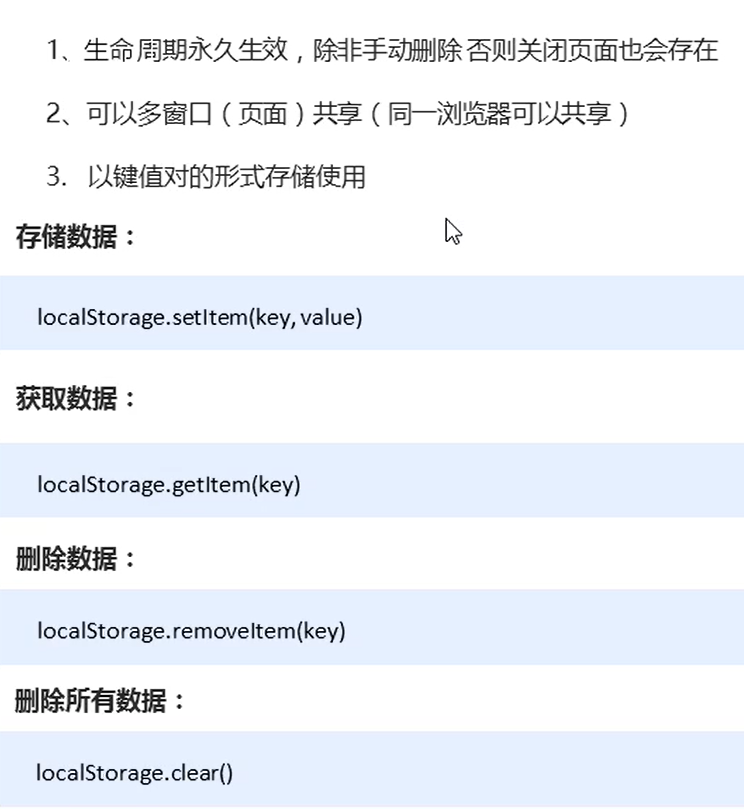 1、生命周期永久生效，除非手动删除 否则关闭页面也会存在
2、可以多窗口（页面）共享（同一浏览器可以共享）
3. 以键值对的形式存储使用
存储数据：
localStorage.setItem(key, value)
获取数据：
localStorage.getItem(key)
删除数据：
localStorage.removeItem(key)
删除所有数据：
localStorage.clear()